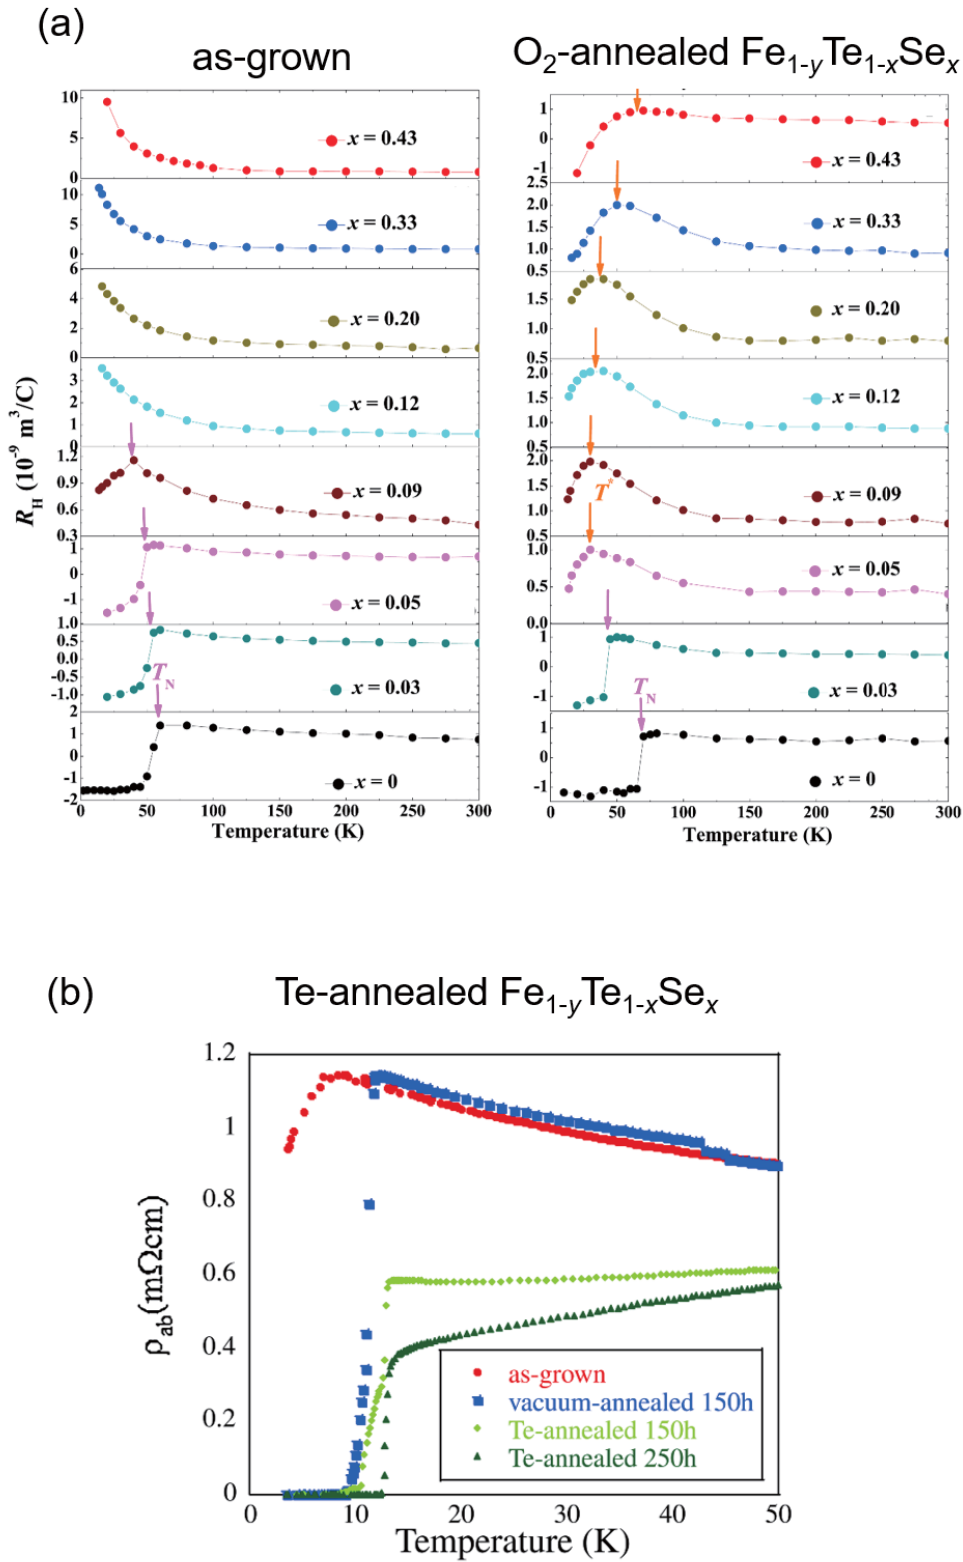 (a)
as-grown
O₂-annealed Fe₁₋yTe₁₋xSex
10
5
0
x = 0.43
10
5
0
x = 0.33
6
4
2
0
x = 0.20
3
2
1
0
x = 0.12
1.2
0.9
0.6
0.3
x = 0.09
1
0
-1
x = 0.05
1.0
0.5
0.0
-0.5
-1.0
x = 0.03
TN
2
1
0
-1
-2
x = 0
RH (10⁻⁹ m³/C)
0 50 100 150 200 250 300
Temperature (K)
1
0
-1
x = 0.43
2.5
2.0
1.5
1.0
0.5
x = 0.33
1.5
1.0
0.5
x = 0.20
2.0
1.5
1.0
0.5
x = 0.12
2.0
1.5
1.0
0.5
x = 0.09
T*
1.0
0.5
0.0
x = 0.05
1
0
-1
x = 0.03
TN
1
0
-1
x = 0
0 50 100 150 200 250 300
Temperature (K)
(b)
Te-annealed Fe₁₋yTe₁₋xSex
1.2
1
0.8
0.6
0.4
0.2
0
ρab(mΩcm)
as-grown
vacuum-annealed 150h
Te-annealed 150h
Te-annealed 250h
0 10 20 30 40 50
Temperature (K)